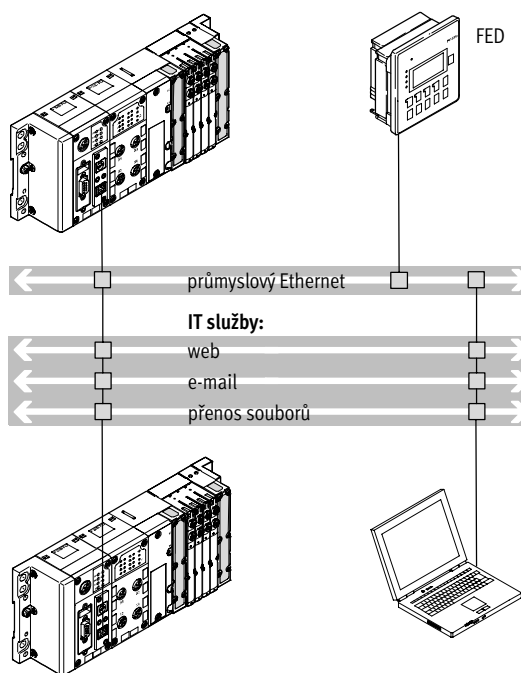 FED
průmyslový Ethernet
IT služby:
web
e-mail
přenos souborů